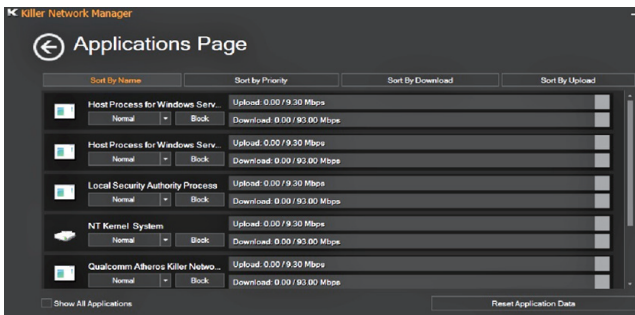 Killer Network Manager
Applications Page
Sort By Name Sort by Priority Sort By Download Sort By Upload
Host Process for Windows Serv... Upload: 0.00 / 9.30 Mbps
Normal Block Download: 0.00 / 93.00 Mbps
Host Process for Windows Serv... Upload: 0.00 / 9.30 Mbps
Normal Block Download: 0.00 / 93.00 Mbps
Local Security Authority Process Upload: 0.00 / 9.30 Mbps
Normal Block Download: 0.00 / 93.00 Mbps
NT Kernel System Upload: 0.00 / 9.30 Mbps
Normal Block Download: 0.00 / 93.00 Mbps
Qualcomm Atheros Killer Netwo... Upload: 0.00 / 9.30 Mbps
Normal Block Download: 0.00 / 93.00 Mbps
Show All Applications Reset Application Data